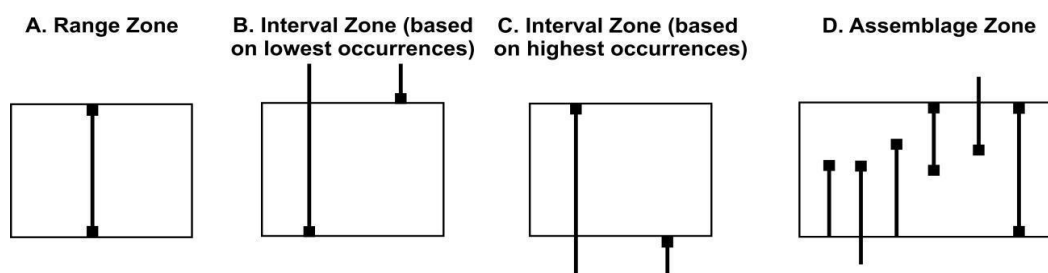 A. Range Zone
B. Interval Zone (based
on lowest occurrences)
C. Interval Zone (based
on highest occurrences)
D. Assemblage Zone